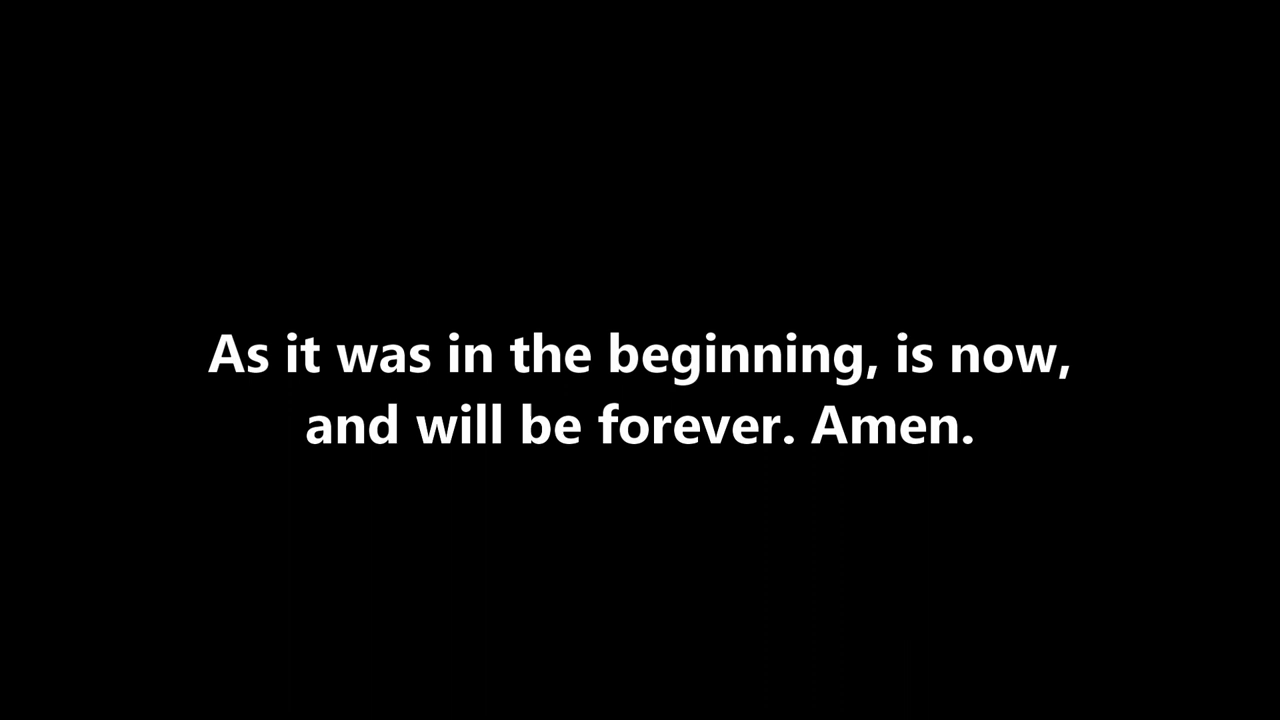 As it was in the beginning, is now,
and will be forever. Amen.